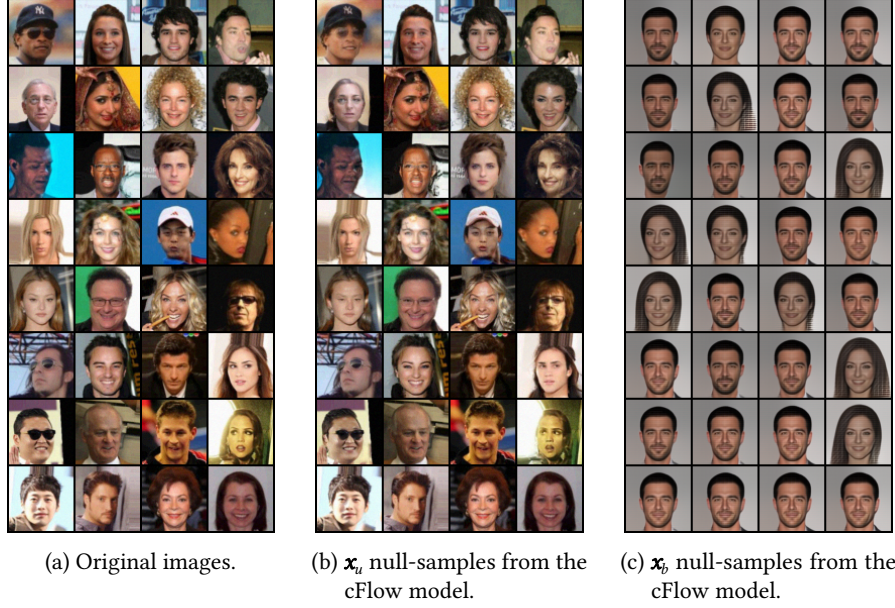 (a) Original images.
(b) 𝒙ᵤ null-samples from the
cFlow model.
(c) 𝒙_b null-samples from the
cFlow model.